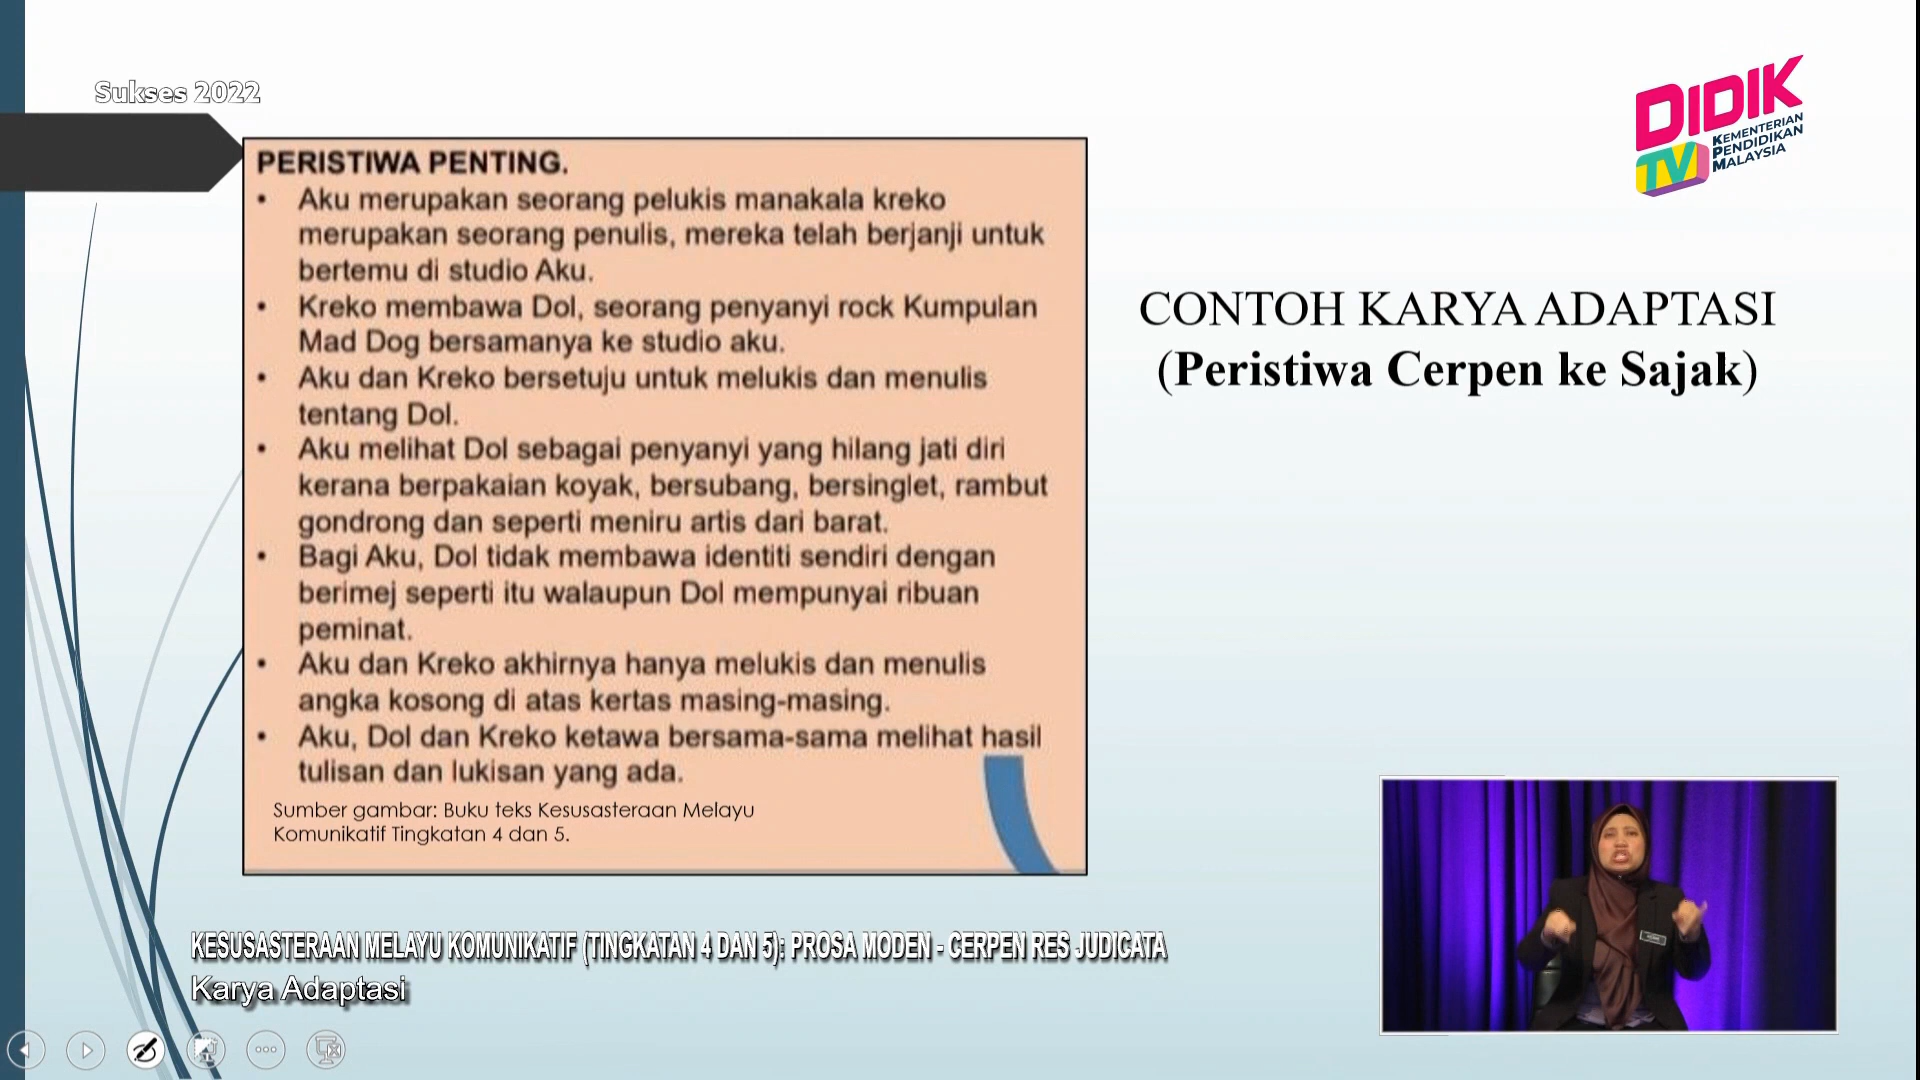 Sukses 2022
DIDIK
TV
KEMENTERIAN
PENDIDIKAN
MALAYSIA
PERISTIWA PENTING.
• Aku merupakan seorang pelukis manakala kreko
merupakan seorang penulis, mereka telah berjanji untuk
bertemu di studio Aku.
• Kreko membawa Dol, seorang penyanyi rock Kumpulan
Mad Dog bersamanya ke studio aku.
• Aku dan Kreko bersetuju untuk melukis dan menulis
tentang Dol.
• Aku melihat Dol sebagai penyanyi yang hilang jati diri
kerana berpakaian koyak, bersubang, bersinglet, rambut
gondrong dan seperti meniru artis dari barat.
• Bagi Aku, Dol tidak membawa identiti sendiri dengan
berimej seperti itu walaupun Dol mempunyai ribuan
peminat.
• Aku dan Kreko akhirnya hanya melukis dan menulis
angka kosong di atas kertas masing-masing.
• Aku, Dol dan Kreko ketawa bersama-sama melihat hasil
tulisan dan lukisan yang ada.
Sumber gambar: Buku teks Kesusasteraan Melayu
Komunikatif Tingkatan 4 dan 5.
CONTOH KARYA ADAPTASI
(Peristiwa Cerpen ke Sajak)
KESUSASTERAAN MELAYU KOMUNIKATIF (TINGKATAN 4 DAN 5): PROSA MODEN - CERPEN RES JUDICATA
Karya Adaptasi